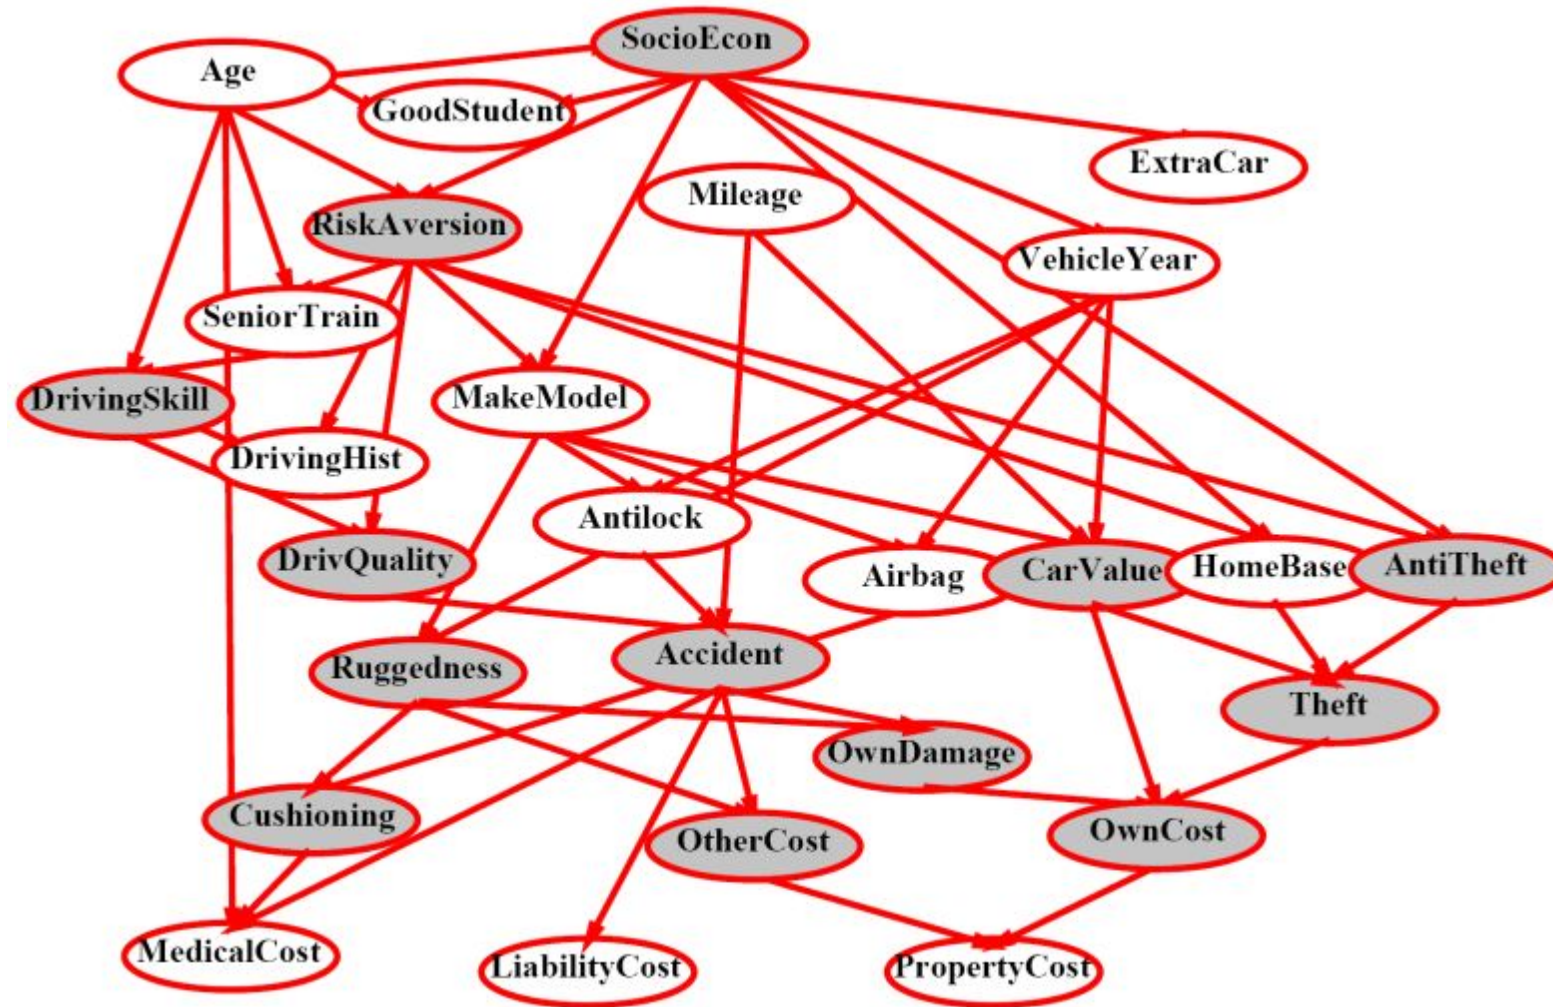 SocioEcon
Age
GoodStudent
ExtraCar
Mileage
RiskAversion
VehicleYear
SeniorTrain
DrivingSkill
MakeModel
DrivingHist
Antilock
DrivQuality
Airbag
CarValue
HomeBase
AntiTheft
Ruggedness
Accident
Theft
OwnDamage
Cushioning
OtherCost
OwnCost
MedicalCost
LiabilityCost
PropertyCost